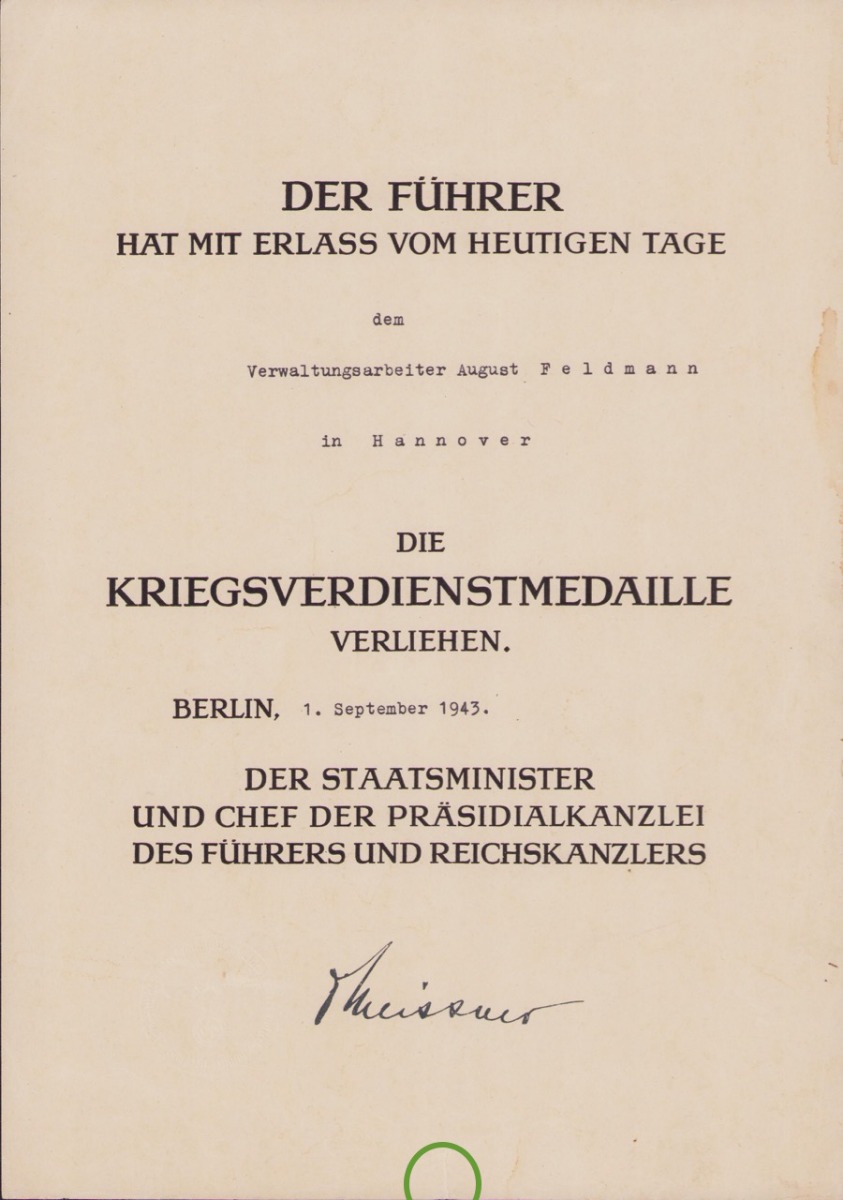 DER FÜHRER
HAT MIT ERLASS VOM HEUTIGEN TAGE
dem
Verwaltungsarbeiter August F e l d m a n n
in H a n n o v e r
DIE
KRIEGSVERDIENSTMEDAILLE
VERLIEHEN.
BERLIN, 1. September 1943.
DER STAATSMINISTER
UND CHEF DER PRÄSIDIALKANZLEI
DES FÜHRERS UND REICHSKANZLERS
Meissner